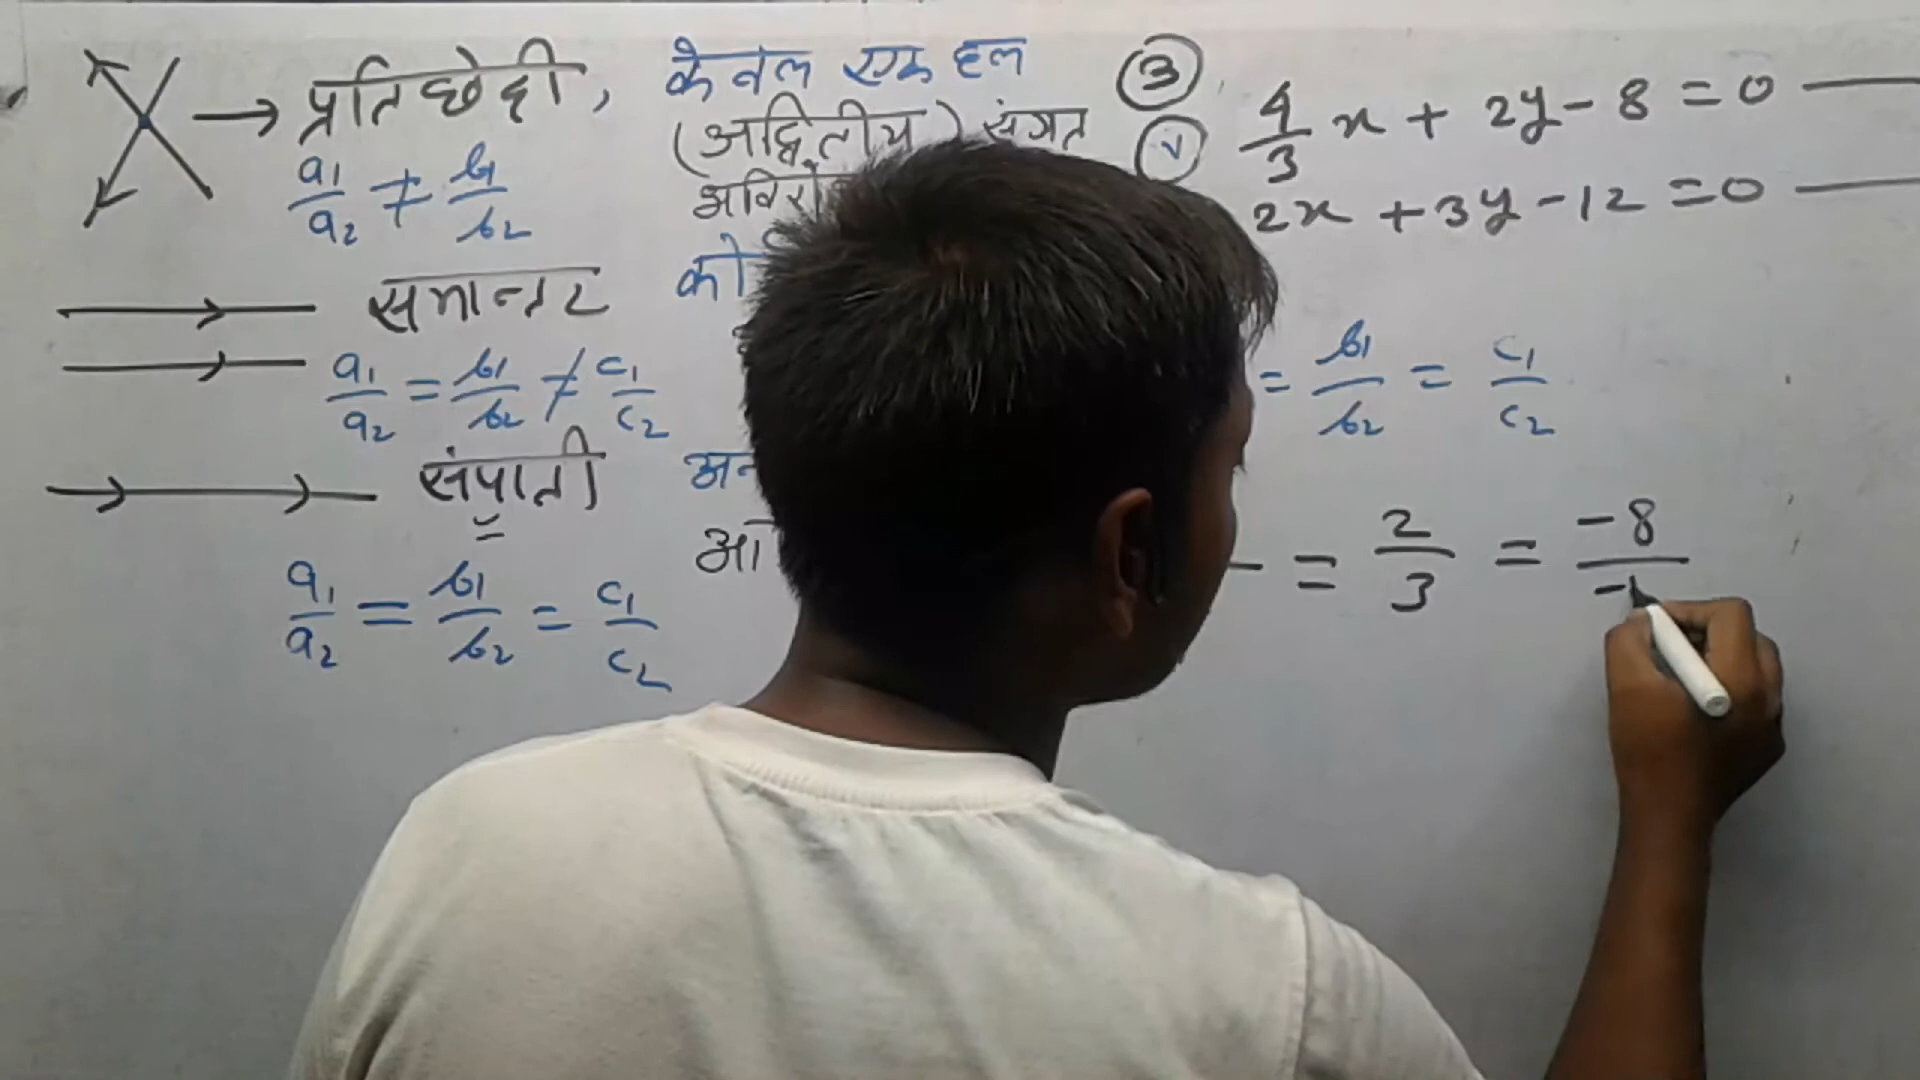 प्रतिछेदी, केवल एक हल
(अद्वितीय) संगत
a₁/a₂ ≠ b₁/b₂
समान्तर
a₁/a₂ = b₁/b₂ ≠ c₁/c₂
संपाती
a₁/a₂ = b₁/b₂ = c₁/c₂
③
ⓥ 4/3 x + 2y - 8 = 0
2x + 3y - 12 = 0
= b₁/b₂ = c₁/c₂
= 2/3 = -8/-1